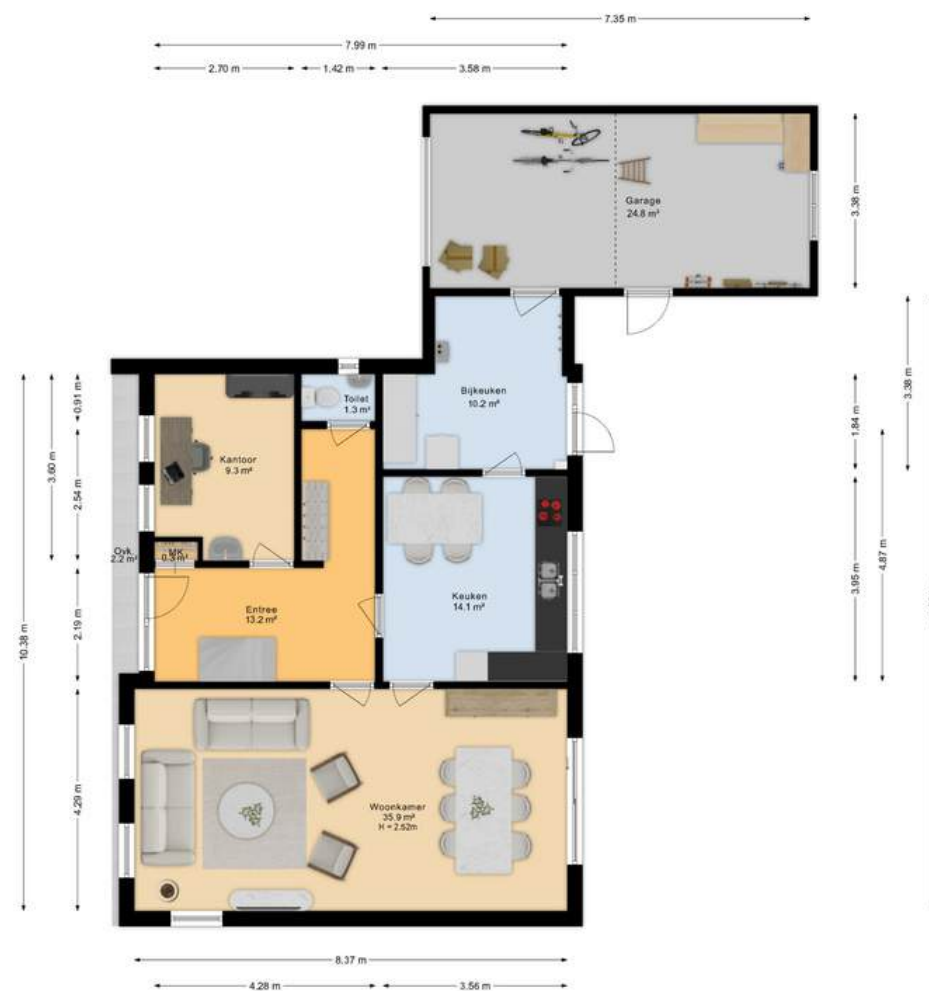 7.35 m
7.99 m
2.70 m
1.42 m
3.58 m
Garage
24.8 m²
3.38 m
3.38 m
0.91 m
Toilet
1.3 m²
Bijkeuken
10.2 m²
1.84 m
3.60 m
2.54 m
Kantoor
9.3 m²
Ovk.
2.2 m²
MK
0.3 m²
4.87 m
3.95 m
Keuken
14.1 m²
Entree
13.2 m²
2.19 m
10.38 m
4.29 m
Woonkamer
35.9 m²
H = 2.52m
8.37 m
4.28 m
3.56 m